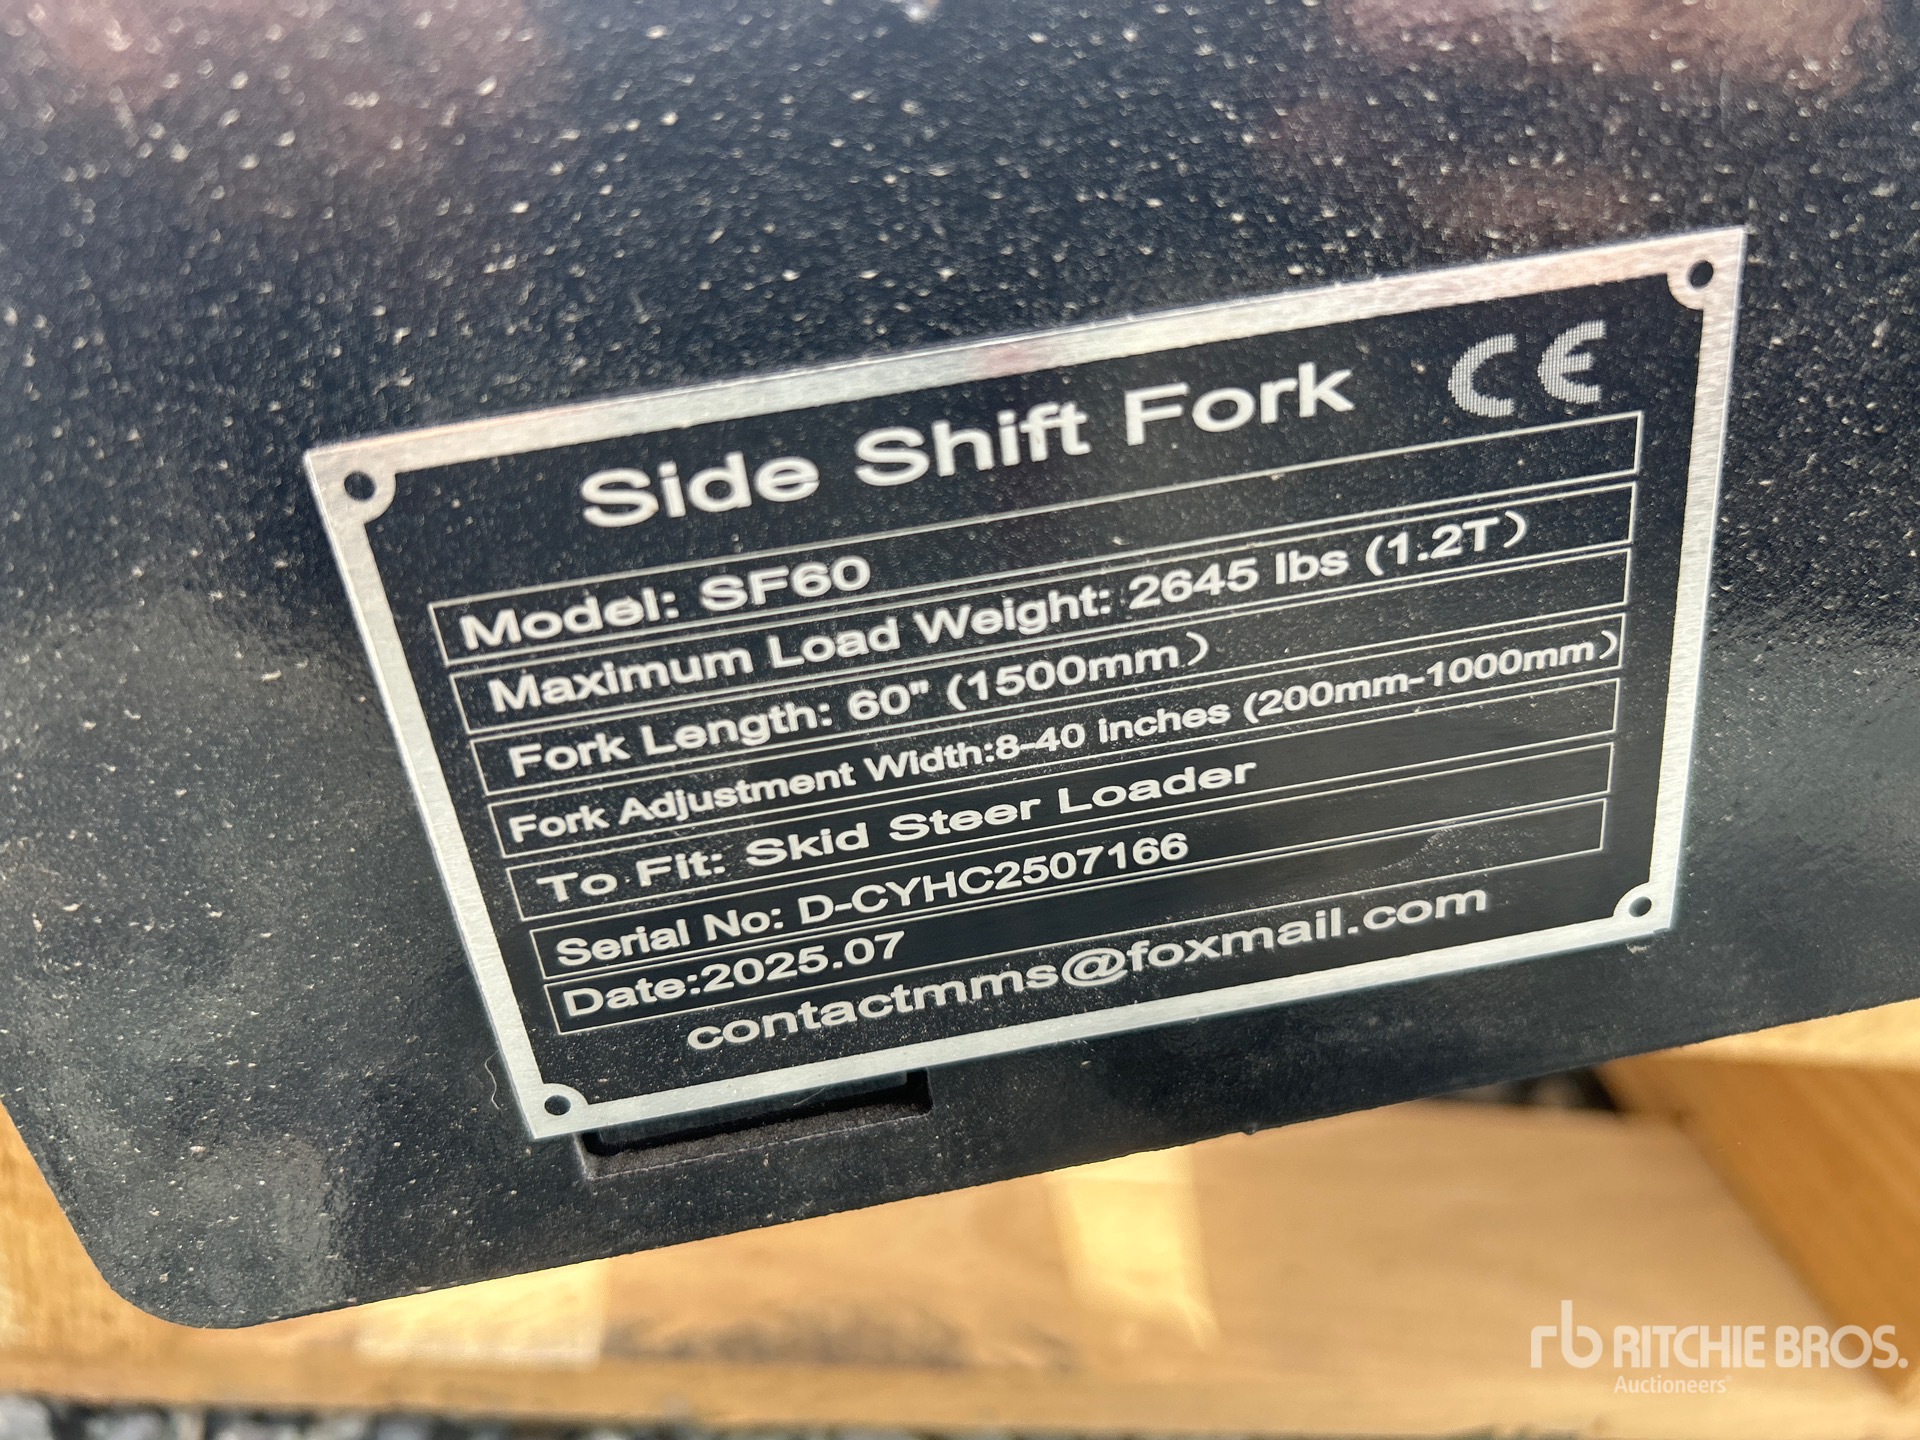 Side Shift Fork CE
Model: SF60
Maximum Load Weight: 2645 lbs (1.2T)
Fork Length: 60" (1500mm)
Fork Adjustment Width:8-40 inches (200mm-1000mm)
To Fit: Skid Steer Loader
Serial No: D-CYHC2507166
Date:2025.07
contactmms@foxmail.com
rb RITCHIE BROS.
Auctioneers